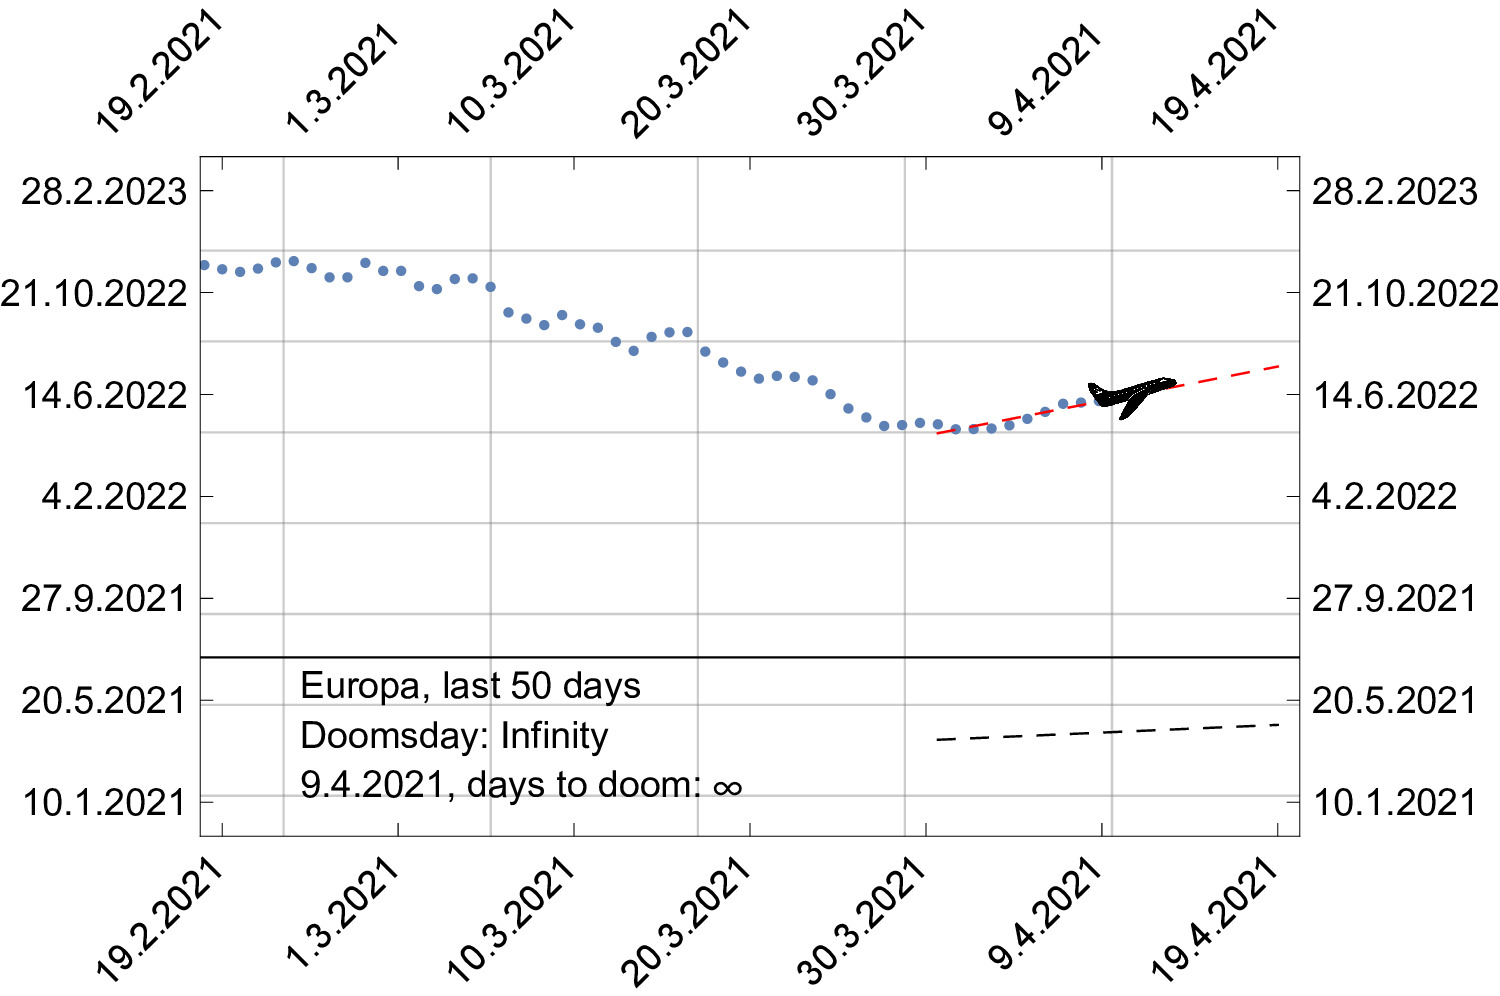 19.2.2021 1.3.2021 10.3.2021 20.3.2021 30.3.2021 9.4.2021 19.4.2021
28.2.2023 28.2.2023
21.10.2022 21.10.2022
14.6.2022 14.6.2022
4.2.2022 4.2.2022
27.9.2021 27.9.2021
20.5.2021 20.5.2021
10.1.2021 10.1.2021
Europa, last 50 days
Doomsday: Infinity
9.4.2021, days to doom: ∞
19.2.2021 1.3.2021 10.3.2021 20.3.2021 30.3.2021 9.4.2021 19.4.2021